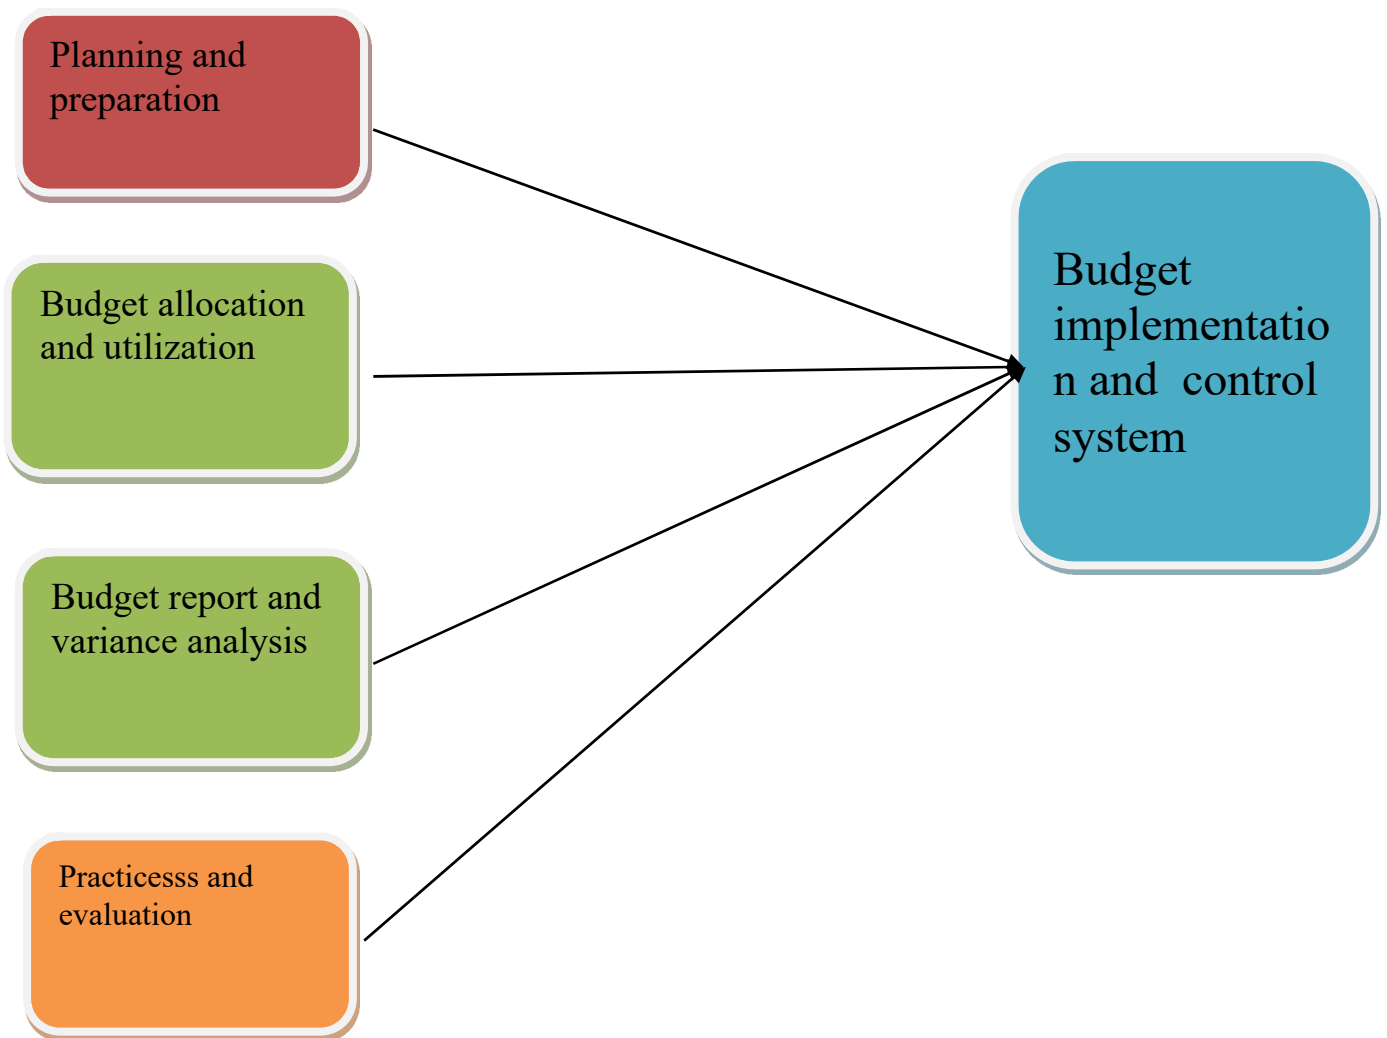 Planning and
preparation
Budget allocation
and utilization
Budget report and
variance analysis
Practicesss and
evaluation
Budget
implementatio
n and  control
system